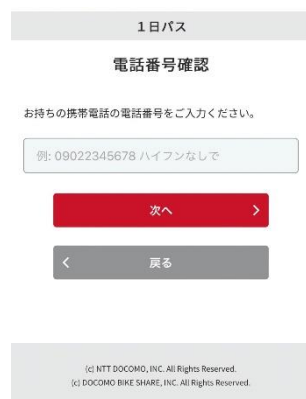 1日パス
電話番号確認
お持ちの携帯電話の電話番号をご入力ください。
例: 09022345678 ハイフンなしで
次へ
戻る
(c) NTT DOCOMO, INC. All Rights Reserved.
(c) DOCOMO BIKE SHARE, INC. All Rights Reserved.